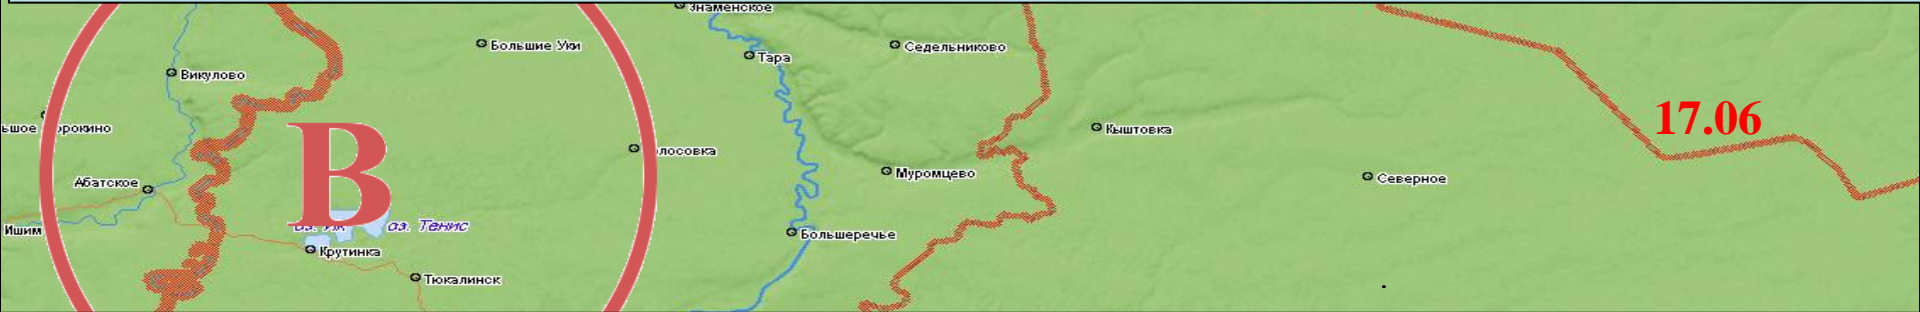 Знаменское
Большие Уки
Седельниково
Тара
Викулово
17.06
Кыштовка
В
Муромцево
Северное
Абатское
оз. Тенис
Ишим
Большеречье
Крутинка
Тюкалинск